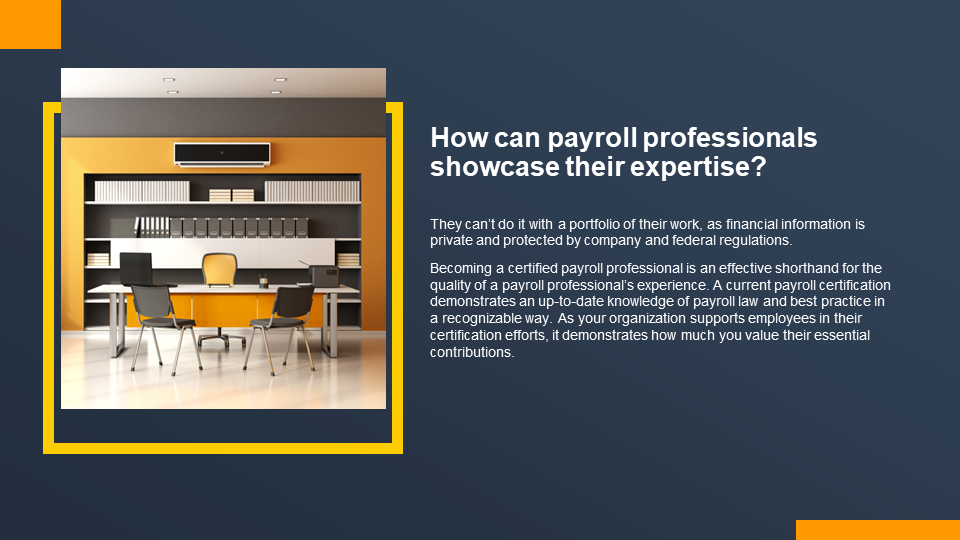 How can payroll professionals
showcase their expertise?
They can’t do it with a portfolio of their work, as financial information is
private and protected by company and federal regulations.
Becoming a certified payroll professional is an effective shorthand for the
quality of a payroll professional’s experience. A current payroll certification
demonstrates an up-to-date knowledge of payroll law and best practice in
a recognizable way. As your organization supports employees in their
certification efforts, it demonstrates how much you value their essential
contributions.